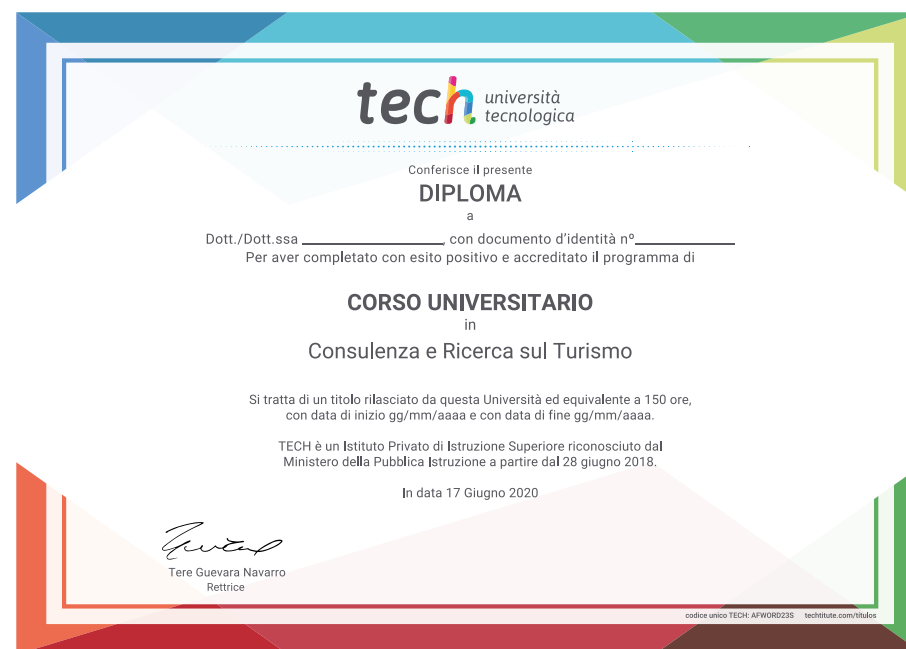 tech università
tecnologica
Conferisce il presente
DIPLOMA
a
Dott./Dott.ssa ____________________, con documento d'identità nº______________
Per aver completato con esito positivo e accreditato il programma di
CORSO UNIVERSITARIO
in
Consulenza e Ricerca sul Turismo
Si tratta di un titolo rilasciato da questa Università ed equivalente a 150 ore,
con data di inizio gg/mm/aaaa e con data di fine gg/mm/aaaa.
TECH è un Istituto Privato di Istruzione Superiore riconosciuto dal
Ministero della Pubblica Istruzione a partire dal 28 giugno 2018.
In data 17 Giugno 2020
Tere Guevara Navarro
Rettrice
codice unico TECH: AFWORD23S techtitute.com/titulos